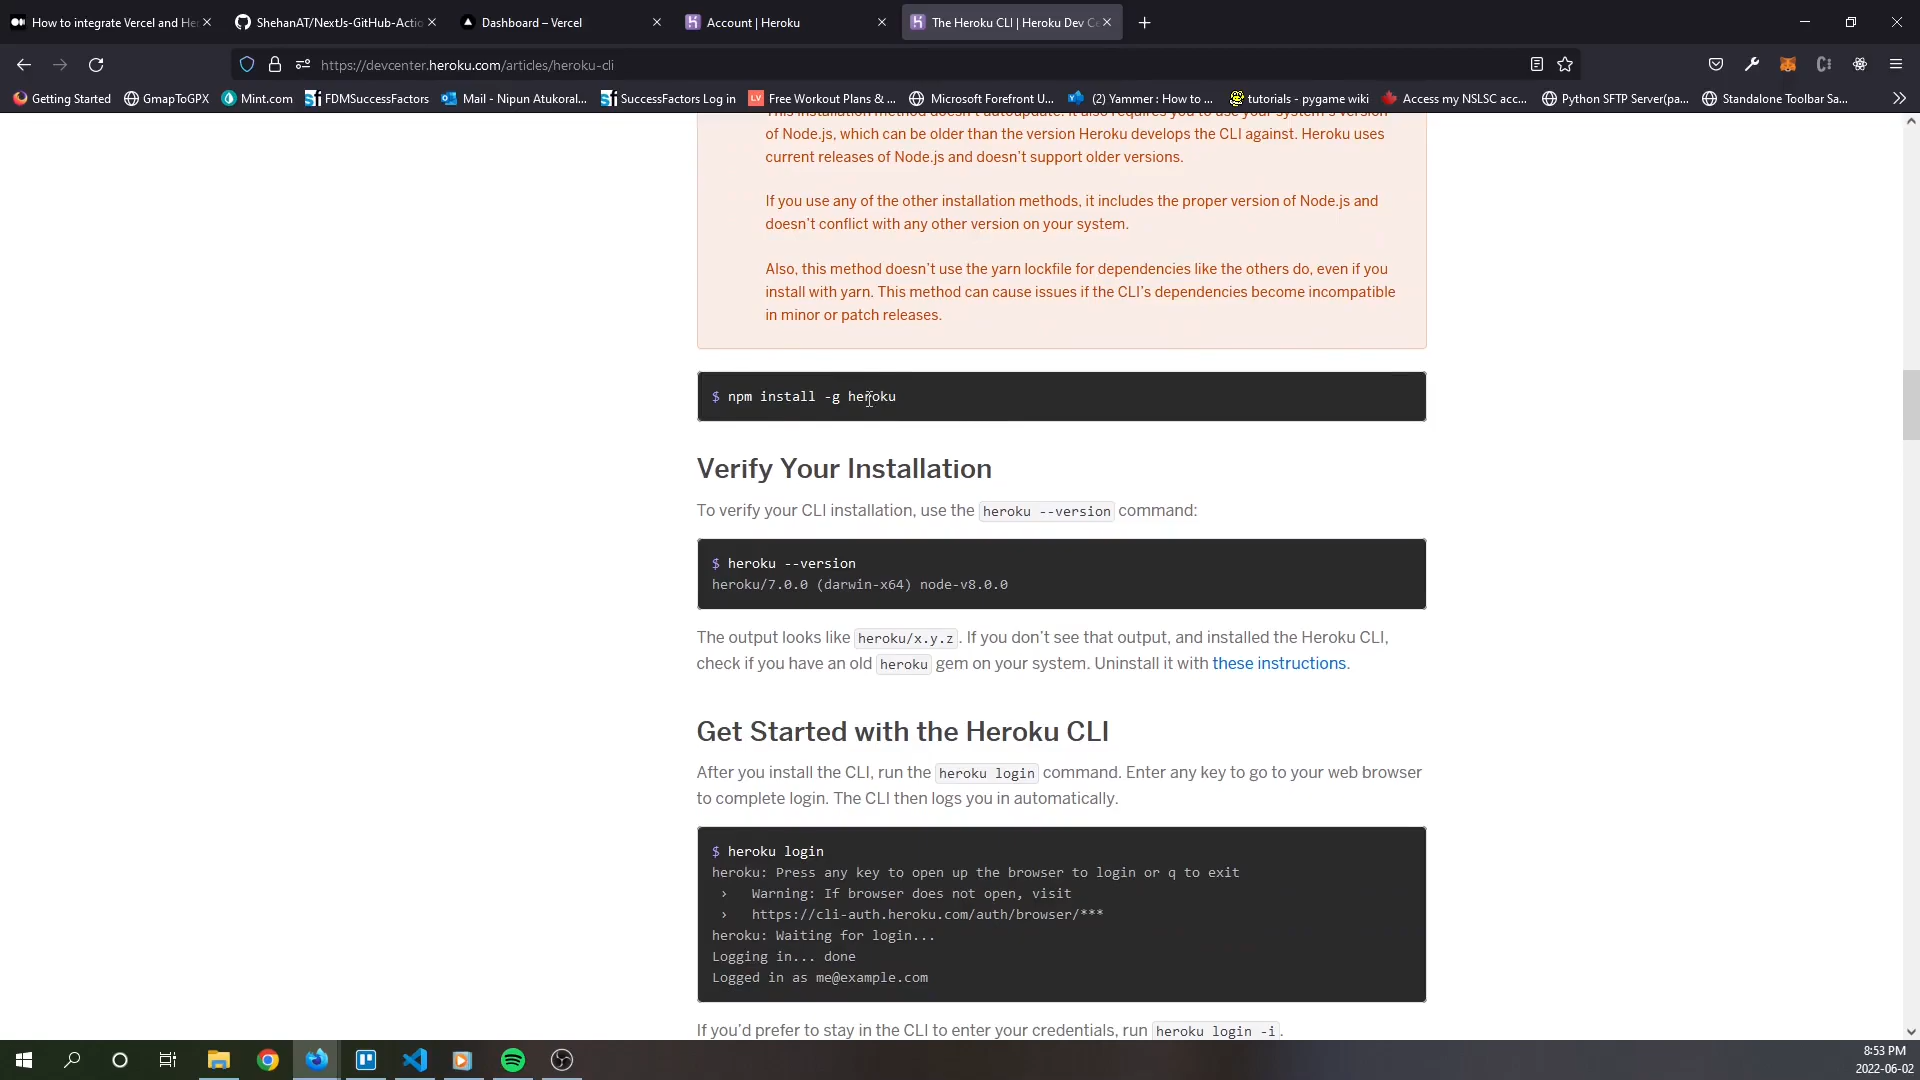 How to integrate Vercel and Her
ShehanAT/NextJs-GitHub-Actio
Dashboard – Vercel
Account | Heroku
The Heroku CLI | Heroku Dev Ce
https://devcenter.heroku.com/articles/heroku-cli
Getting Started
GmapToGPX
Mint.com
FDMSuccessFactors
Mail - Nipun Atukoral...
SuccessFactors Log in
Free Workout Plans & ...
Microsoft Forefront U...
(2) Yammer : How to ...
tutorials - pygame wiki
Access my NSLSC acc...
Python SFTP Server(pa...
Standalone Toolbar Sa...
This installation method doesn't autoupdate. It also requires you to use your system's version
of Node.js, which can be older than the version Heroku develops the CLI against. Heroku uses
current releases of Node.js and doesn't support older versions.
If you use any of the other installation methods, it includes the proper version of Node.js and
doesn't conflict with any other version on your system.
Also, this method doesn't use the yarn lockfile for dependencies like the others do, even if you
install with yarn. This method can cause issues if the CLI's dependencies become incompatible
in minor or patch releases.
$ npm install -g heroku
Verify Your Installation
To verify your CLI installation, use the heroku --version command:
$ heroku --version
heroku/7.0.0 (darwin-x64) node-v8.0.0
The output looks like heroku/x.y.z. If you don't see that output, and installed the Heroku CLI,
check if you have an old heroku gem on your system. Uninstall it with these instructions.
Get Started with the Heroku CLI
After you install the CLI, run the heroku login command. Enter any key to go to your web browser
to complete login. The CLI then logs you in automatically.
$ heroku login
heroku: Press any key to open up the browser to login or q to exit
› Warning: If browser does not open, visit
› https://cli-auth.heroku.com/auth/browser/***
heroku: Waiting for login...
Logging in... done
Logged in as me@example.com
If you'd prefer to stay in the CLI to enter your credentials, run heroku login -i.
8:53 PM
2022-06-02